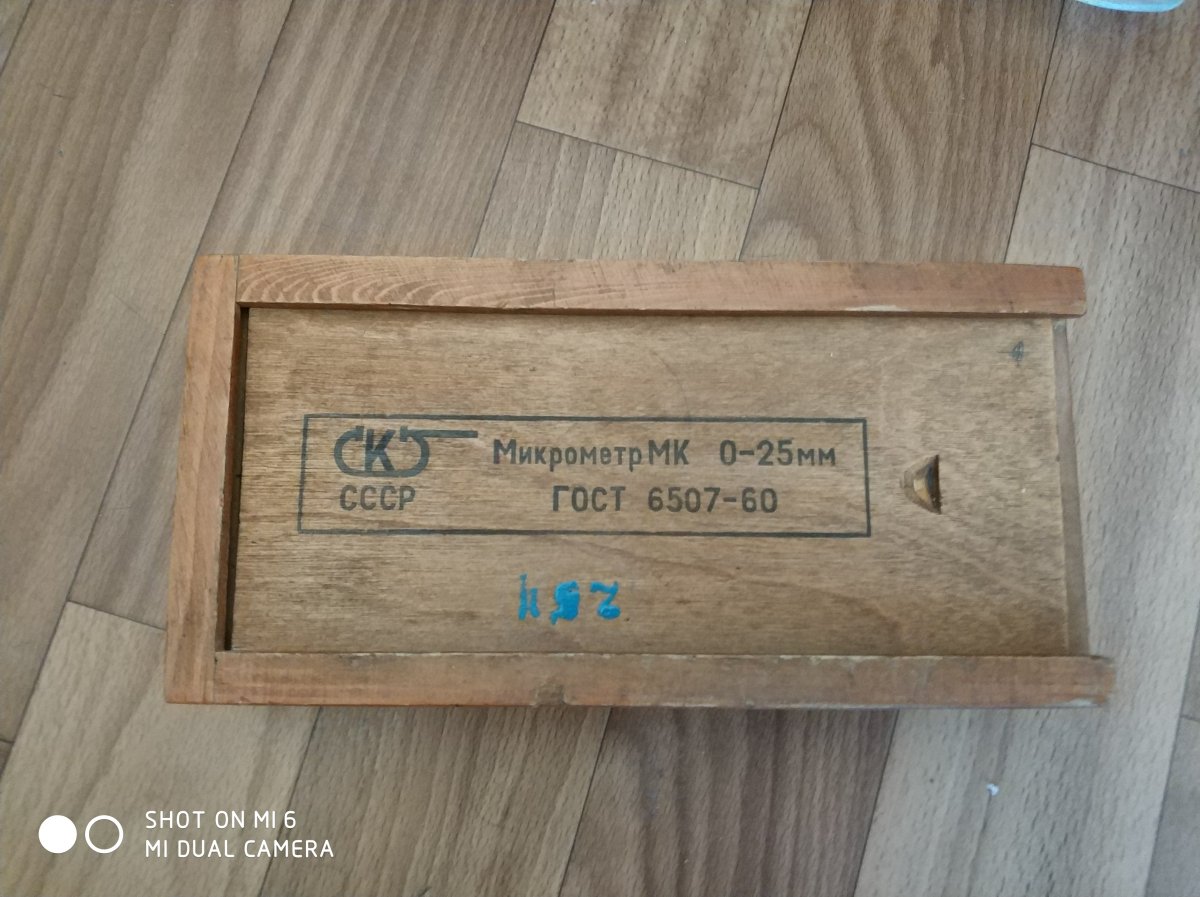 К Микрометр МК 0-25мм
СССР ГОСТ 6507-60
SHOT ON MI 6
MI DUAL CAMERA